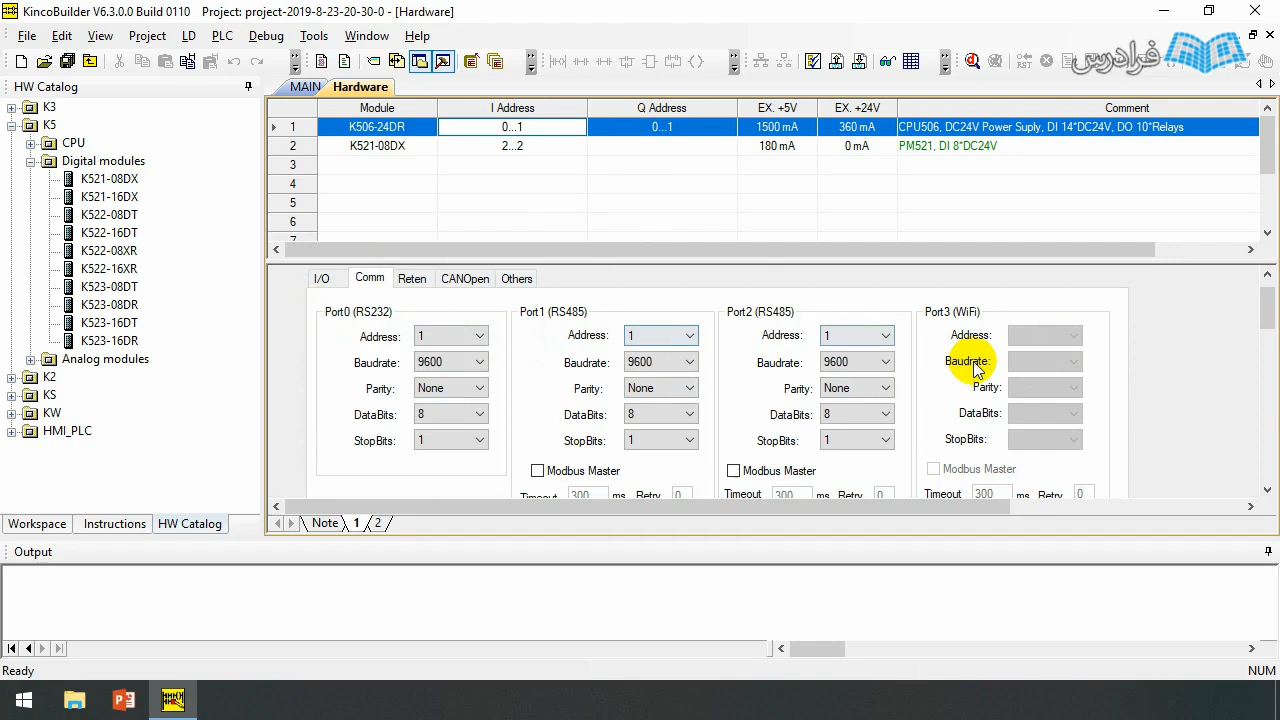 KincoBuilder V6.3.0.0 Build 0110 Project: project-2019-8-23-20-30-0 - [Hardware]
File Edit View Project LD PLC Debug Tools Window Help
فرادرس
HW Catalog
K3
K5
CPU
Digital modules
K521-08DX
K521-16DX
K522-08DT
K522-16DT
K522-08XR
K522-16XR
K523-08DT
K523-08DR
K523-16DT
K523-16DR
Analog modules
K2
KS
KW
HMI_PLC
Workspace Instructions HW Catalog
MAIN Hardware
Module I Address Q Address EX. +5V EX. +24V Comment
1 K506-24DR 0...1 0...1 1500 mA 360 mA CPU506, DC24V Power Suply, DI 14*DC24V, DO 10*Relays
2 K521-08DX 2...2 180 mA 0 mA PM521, DI 8*DC24V
3
4
5
6
7
I/O Comm Reten CANOpen Others
Port0 (RS232) Port1 (RS485) Port2 (RS485) Port3 (WiFi)
Address: 1 Address: 1 Address: 1 Address:
Baudrate: 9600 Baudrate: 9600 Baudrate: 9600 Baudrate:
Parity: None Parity: None Parity: None Parity:
DataBits: 8 DataBits: 8 DataBits: 8 DataBits:
StopBits: 1 StopBits: 1 StopBits: 1 StopBits:
Modbus Master Modbus Master Modbus Master
Timeout 300 ms Retry 0 Timeout 300 ms Retry 0 Timeout 300 ms Retry 0
Note 1 2
Output
Ready NUM